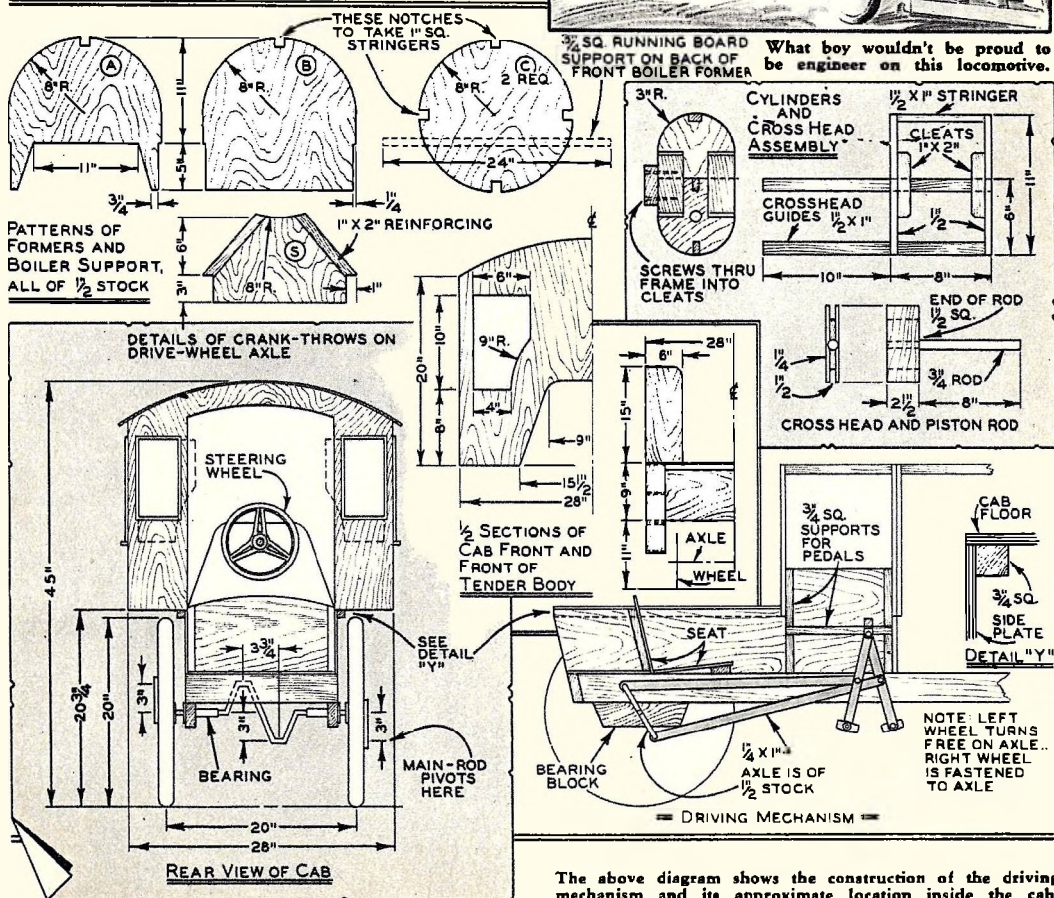 THESE NOTCHES
TO TAKE 1" SQ.
STRINGERS
A
8"R.
11"
11"
5"
3/4"
B
8"R.
1/4"
C
2 REQ.
8"R.
24"
3/4" SQ. RUNNING BOARD
SUPPORT ON BACK OF
FRONT BOILER FORMER
What boy wouldn't be proud to
be engineer on this locomotive.
PATTERNS OF
FORMERS AND
BOILER SUPPORT,
ALL OF 1/2" STOCK
1" X 2" REINFORCING
S
6"
3"
8"R.
1"
3"R.
CYLINDERS
AND
CROSS HEAD
ASSEMBLY
1/2" X 1" STRINGER
CLEATS
1" X 2"
CROSSHEAD
GUIDES 1/2" X 1"
1/2"
11"
6"
10"
8"
SCREWS THRU
FRAME INTO
CLEATS
END OF ROD
1/2" SQ.
1/4"
1/2"
3/4" ROD
2 1/2"
8"
CROSS HEAD AND PISTON ROD
DETAILS OF CRANK-THROWS ON
DRIVE-WHEEL AXLE
6"
10"
20"
9"R.
4"
8"
9"
15 1/2"
28"
1/2 SECTIONS OF
CAB FRONT AND
FRONT OF
TENDER BODY
28"
6"
15"
9"
11"
AXLE
WHEEL
STEERING
WHEEL
45"
20 3/4"
20"
3"
3 3/4"
3"
3"
BEARING
SEE
DETAIL
"Y"
MAIN-ROD
PIVOTS
HERE
20"
28"
REAR VIEW OF CAB
3/4" SQ.
SUPPORTS
FOR
PEDALS
SEAT
BEARING
BLOCK
1/4" X 1"
AXLE IS OF
1/2" STOCK
DRIVING MECHANISM
CAB
FLOOR
3/4" SQ.
SIDE
PLATE
DETAIL "Y"
NOTE: LEFT
WHEEL TURNS
FREE ON AXLE..
RIGHT WHEEL
IS FASTENED
TO AXLE
The above diagram shows the construction of the driving
mechanism and its approximate location inside the cab